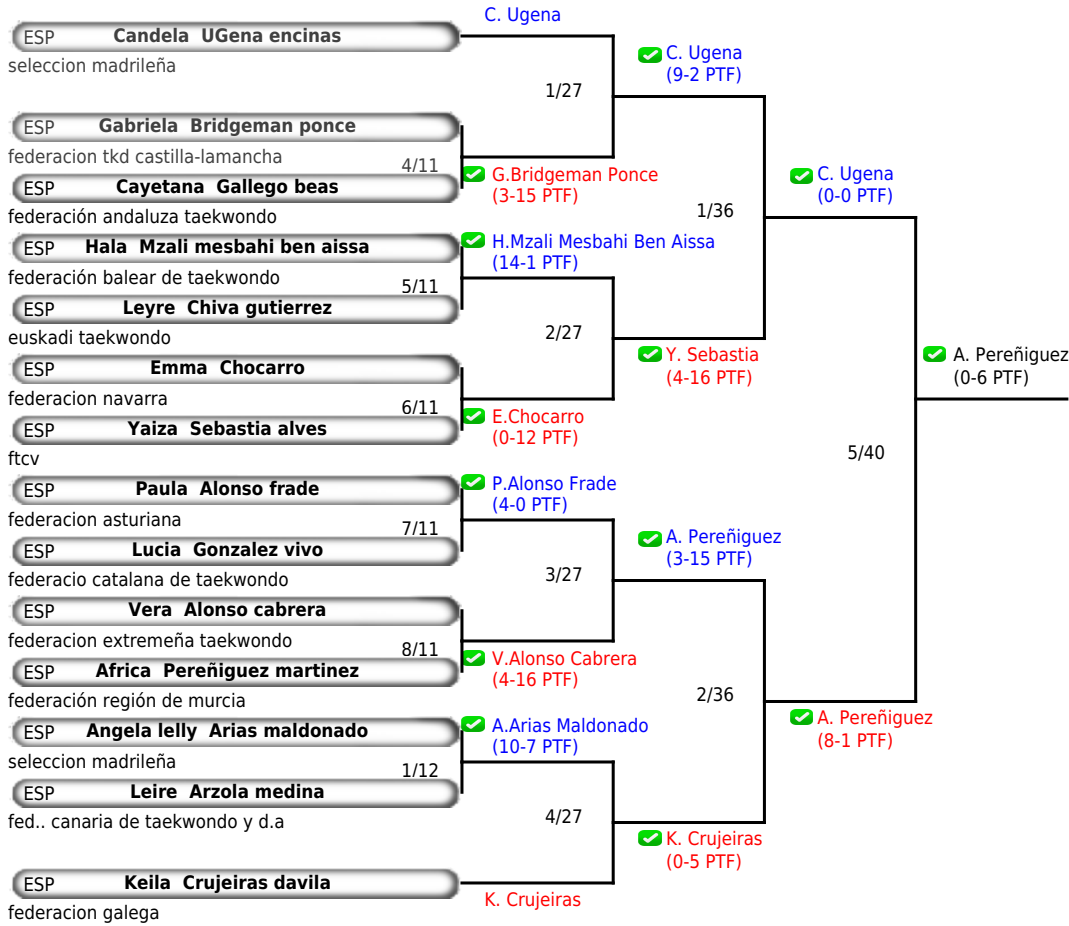 C. Ugena
ESP Candela UGena encinas
seleccion madrileña
C. Ugena
(9-2 PTF)
1/27
ESP Gabriela Bridgeman ponce
federacion tkd castilla-lamancha
4/11
G.Bridgeman Ponce
(3-15 PTF)
ESP Cayetana Gallego beas
federación andaluza taekwondo
C. Ugena
(0-0 PTF)
1/36
ESP Hala Mzali mesbahi ben aissa
federación balear de taekwondo
H.Mzali Mesbahi Ben Aissa
(14-1 PTF)
5/11
ESP Leyre Chiva gutierrez
euskadi taekwondo
2/27
Y. Sebastia
(4-16 PTF)
ESP Emma Chocarro
federacion navarra
6/11
E.Chocarro
(0-12 PTF)
ESP Yaiza Sebastia alves
ftcv
A. Pereñiguez
(0-6 PTF)
5/40
ESP Paula Alonso frade
federacion asturiana
P.Alonso Frade
(4-0 PTF)
7/11
ESP Lucia Gonzalez vivo
federacio catalana de taekwondo
A. Pereñiguez
(3-15 PTF)
3/27
ESP Vera Alonso cabrera
federacion extremeña taekwondo
8/11
V.Alonso Cabrera
(4-16 PTF)
ESP Africa Pereñiguez martinez
federación región de murcia
2/36
A. Pereñiguez
(8-1 PTF)
ESP Angela lelly Arias maldonado
seleccion madrileña
A.Arias Maldonado
(10-7 PTF)
1/12
ESP Leire Arzola medina
fed.. canaria de taekwondo y d.a
4/27
K. Crujeiras
(0-5 PTF)
ESP Keila Crujeiras davila
federacion galega
K. Crujeiras